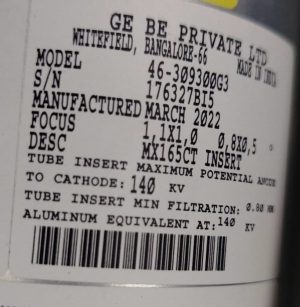 GE BE PRIVATE LTD
WHITEFIELD, BANGALORE-66
MADE IN INDIA
MODEL 46-309300G3
S/N 176327BI5
MANUFACTURED MARCH 2022
FOCUS 1,1X1,0 0,8X0,5
DESC MX165CT INSERT
TUBE INSERT MAXIMUM POTENTIAL ANODE
TO CATHODE: 140 KV
TUBE INSERT MIN FILTRATION: 0.80 MM
ALUMINUM EQUIVALENT AT: 140 KV